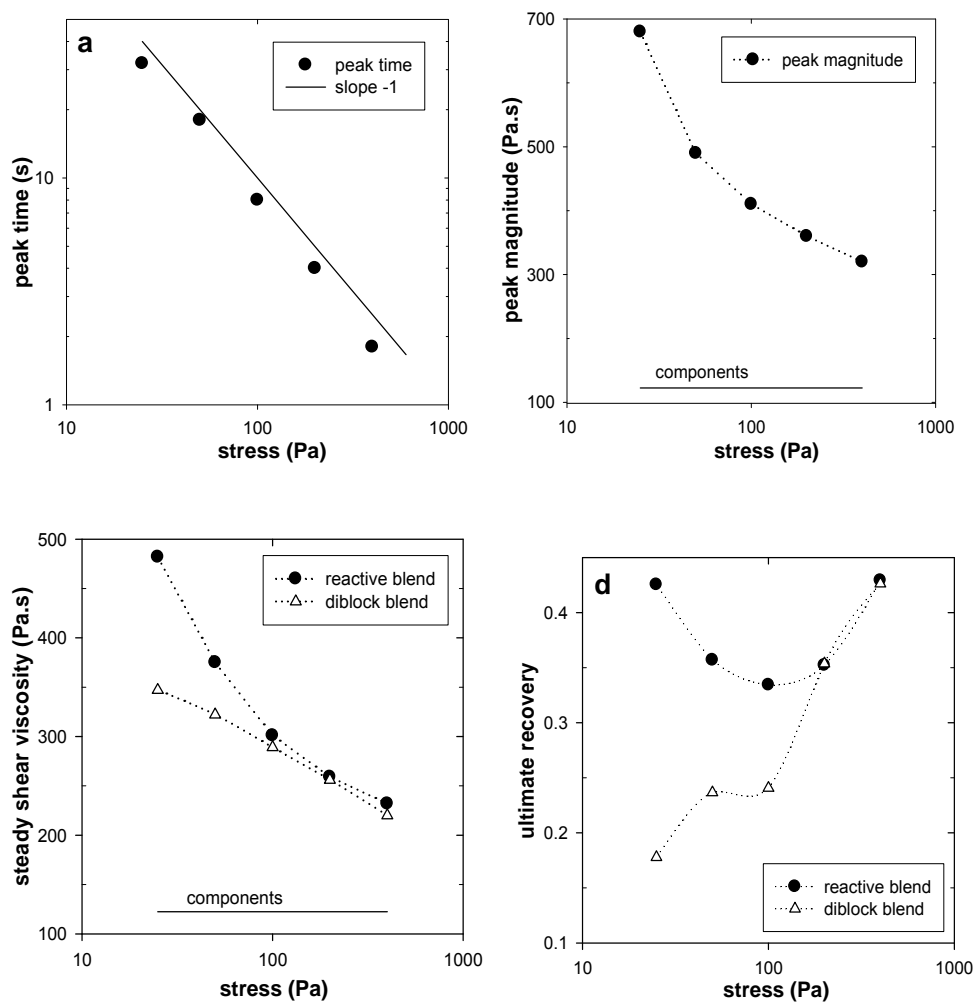 a
peak time
slope -1
10
1
10
100
1000
peak time (s)
stress (Pa)
700
500
300
100
peak magnitude
components
10
100
1000
peak magnitude (Pa.s)
stress (Pa)
500
400
300
200
100
reactive blend
diblock blend
components
10
100
1000
steady shear viscosity (Pa.s)
stress (Pa)
d
0.4
0.3
0.2
0.1
reactive blend
diblock blend
10
100
1000
ultimate recovery
stress (Pa)